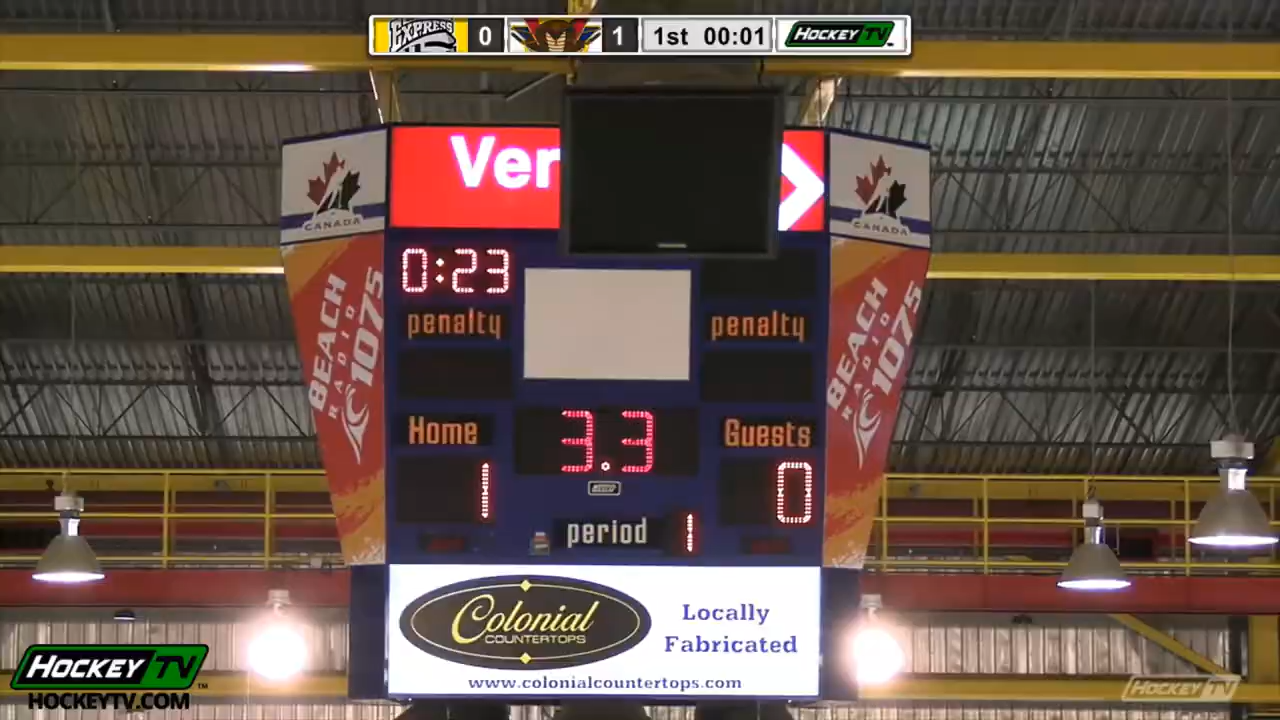 EXPRESS 0 1 1st 00:01 HOCKEY TV
Ver
CANADA
CANADA
0:23
BEACH
RADIO
1075
penalty
penalty
BEACH
RADIO
1075
Home
3.3
Guests
1
0
period 1
Colonial
COUNTERTOPS
Locally
Fabricated
www.colonialcountertops.com
HOCKEY TV™
HOCKEYTV.COM
HOCKEY TV